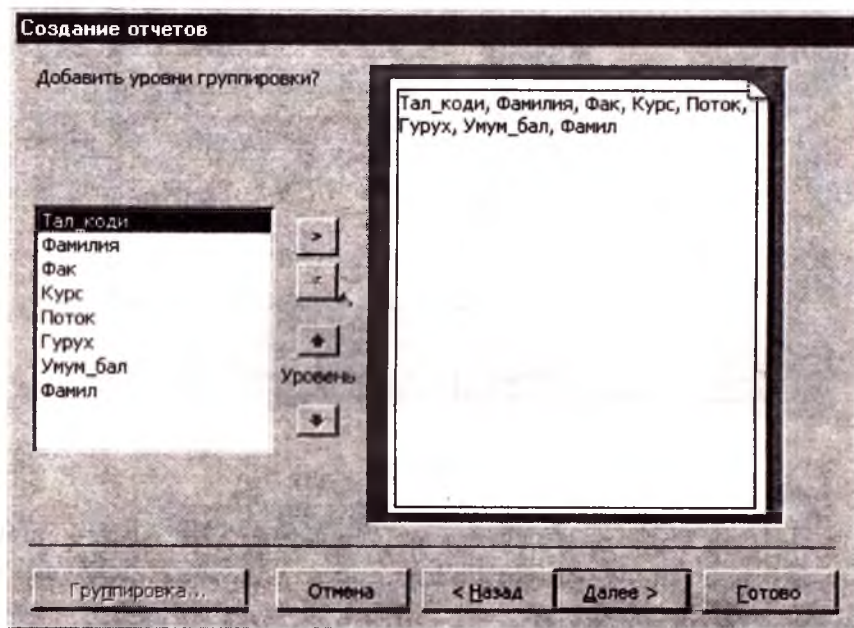 Создание отчетов
Добавить уровни группировки?
Тал_коди, Фамилия, Фак, Курс, Поток,
Гурух, Умум_бал, Фамил
Тал_коди
Фамилия
Фак
Курс
Поток
Гурух
Умум_бал
Фамил
>
<
Уровень
Группировка...
Отмена
< Назад
Далее >
Готово